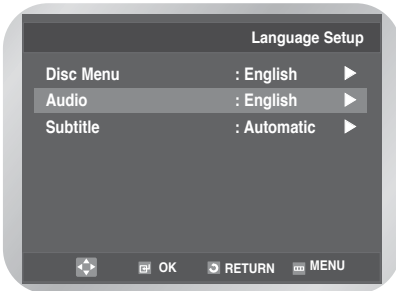 Language Setup
Disc Menu : English ▶
Audio : English ▶
Subtitle : Automatic ▶
OK RETURN MENU